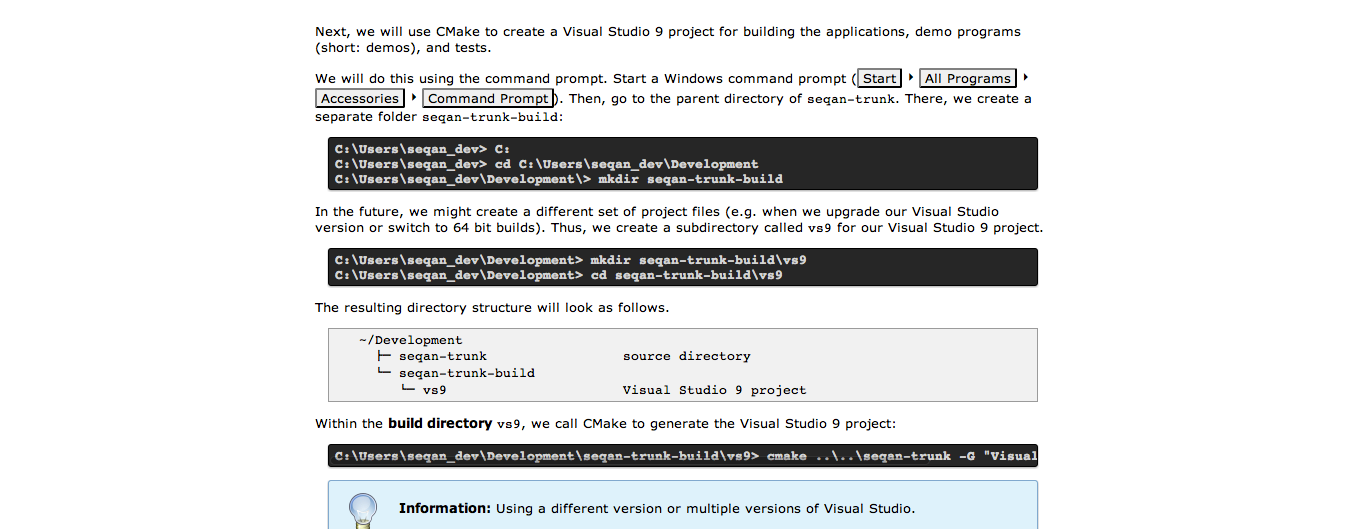 Next, we will use CMake to create a Visual Studio 9 project for building the applications, demo programs
(short: demos), and tests.
We will do this using the command prompt. Start a Windows command prompt (Start ▸ All Programs ▸
Accessories ▸ Command Prompt). Then, go to the parent directory of seqan-trunk. There, we create a
separate folder seqan-trunk-build:
C:\Users\seqan_dev> C:
C:\Users\seqan_dev> cd C:\Users\seqan_dev\Development
C:\Users\seqan_dev\Development\> mkdir seqan-trunk-build
In the future, we might create a different set of project files (e.g. when we upgrade our Visual Studio
version or switch to 64 bit builds). Thus, we create a subdirectory called vs9 for our Visual Studio 9 project.
C:\Users\seqan_dev\Development> mkdir seqan-trunk-build\vs9
C:\Users\seqan_dev\Development> cd seqan-trunk-build\vs9
The resulting directory structure will look as follows.
~/Development
├─ seqan-trunk source directory
└─ seqan-trunk-build
└─ vs9 Visual Studio 9 project
Within the build directory vs9, we call CMake to generate the Visual Studio 9 project:
C:\Users\seqan_dev\Development\seqan-trunk-build\vs9> cmake ..\..\seqan-trunk -G "Visual
Information: Using a different version or multiple versions of Visual Studio.